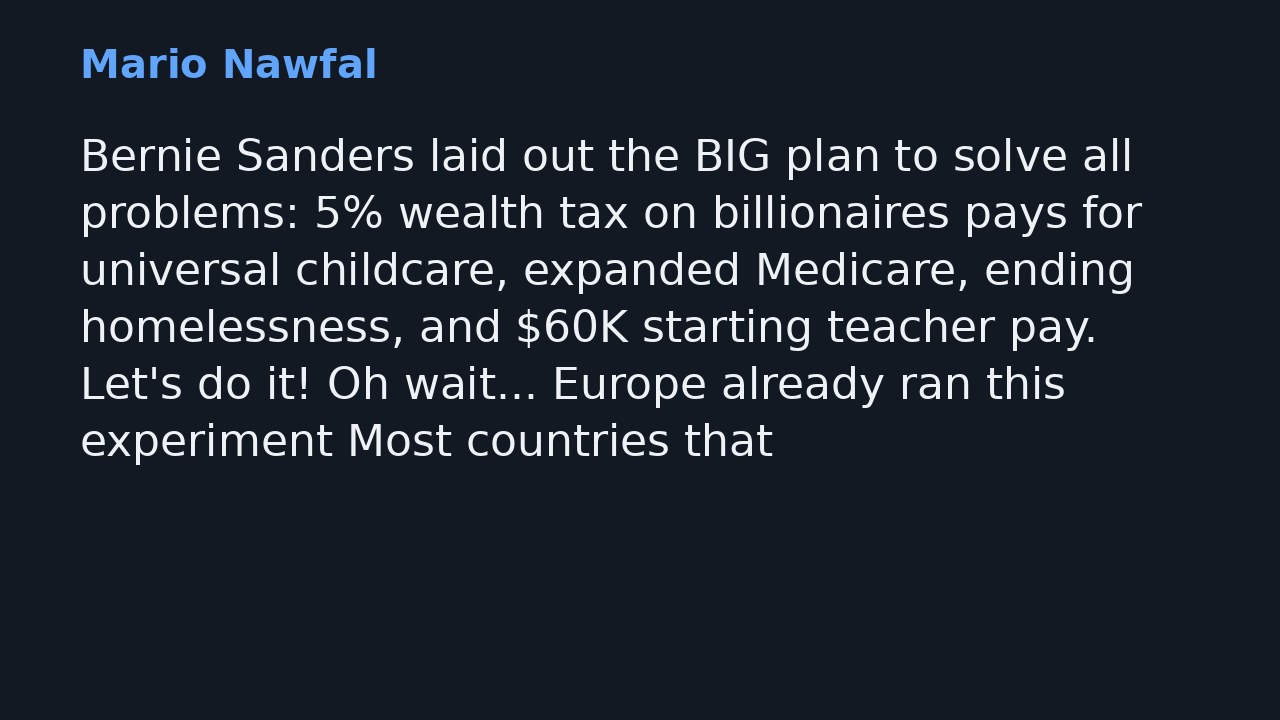 Mario Nawfal
Bernie Sanders laid out the BIG plan to solve all
problems: 5% wealth tax on billionaires pays for
universal childcare, expanded Medicare, ending
homelessness, and $60K starting teacher pay.
Let's do it! Oh wait... Europe already ran this
experiment Most countries that